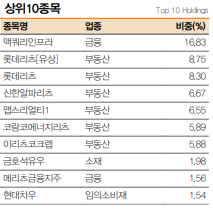 상위10종목 Top 10 Holdings
종목명 업종 비중(%)
맥쿼리인프라 금융 16.83
롯데리츠[유상] 부동산 8.75
롯데리츠 부동산 8.30
신한알파리츠 부동산 6.67
맵스리얼티1 부동산 6.55
코람코에너지리츠 부동산 5.89
이리츠코크렙 부동산 5.88
금호석유우 소재 1.98
메리츠금융지주 금융 1.56
현대차우 임의소비재 1.54